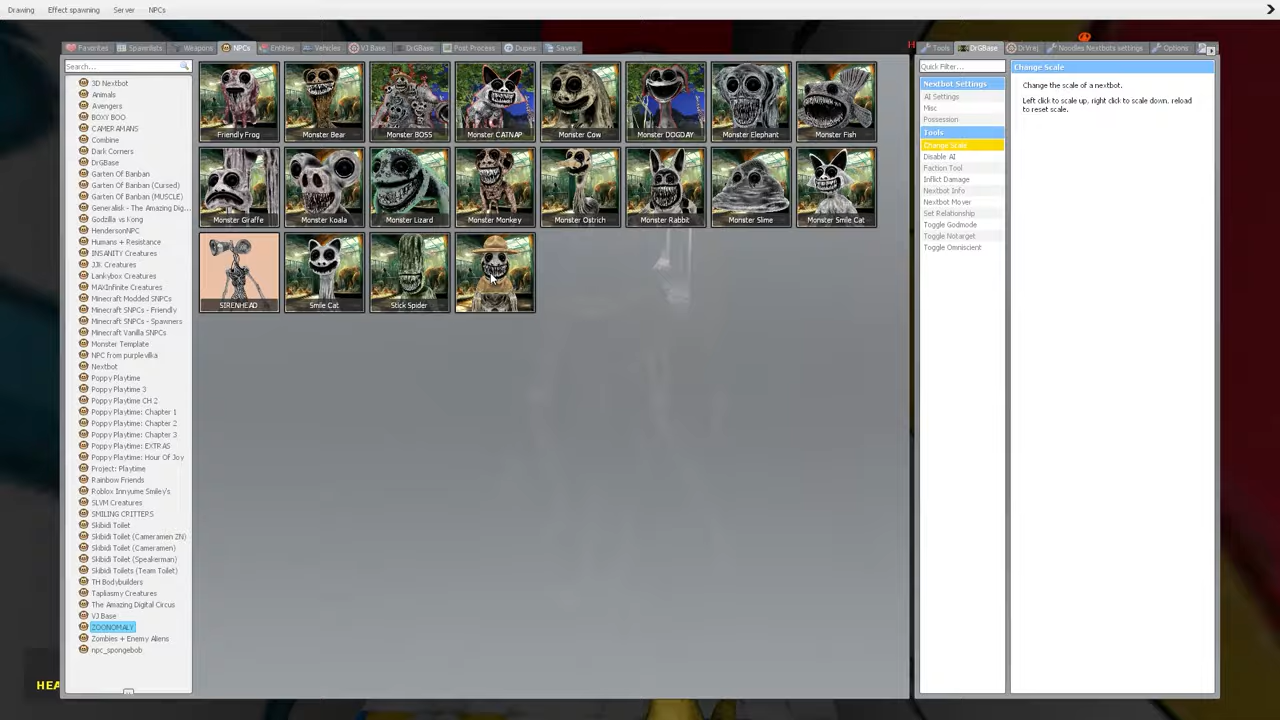 Drawing Effect spawning Server NPCs
Favorites Spawnlists Weapons NPCs Entities Vehicles VJ Base DrGBase Post Process Dupes Saves
Tools DrGBase Noodles Nextbots settings Options
Search...
3D Nextbot
Animals
Avengers
BOXY BOO
CAMERAMANS
Combine
Dark Corners
DrGBase
Garten Of Banban
Garten Of Banban (Cursed)
Garten Of Banban (MUSCLE)
Generalisk - The Amazing Dig...
Godzilla vs Kong
HendersonNPC
Humans + Resistance
INSANITY Creatures
JJK Creatures
Lankybox Creatures
MAXInfinite Creatures
Minecraft Modded SNPCs
Minecraft SNPCs - Friendly
Minecraft SNPCs - Spawners
Minecraft Vanilla SNPCs
Monster Template
NPC from purplevilka
Nextbot
Poppy Playtime
Poppy Playtime 3
Poppy Playtime CH 2
Poppy Playtime: Chapter 1
Poppy Playtime: Chapter 2
Poppy Playtime: Chapter 3
Poppy Playtime: EXTRAS
Poppy Playtime: Hour Of Joy
Project: Playtime
Rainbow Friends
Roblox Innyume Smiley's
SLVM Creatures
SMILING CRITTERS
Skibidi Toilet
Skibidi Toilet (Cameramen ZN)
Skibidi Toilet (Cameramen)
Skibidi Toilet (Speakerman)
Skibidi Toilets (Team Toilet)
TH Bodybuilders
Tapliasmy Creatures
The Amazing Digital Circus
VJ Base
ZOONOMALY
Zombies + Enemy Aliens
npc_spongebob
Friendly Frog Monster Bear Monster BOSS Monster CATNAP Monster Cow Monster DOGDAY Monster Elephant Monster Fish
Monster Giraffe Monster Koala Monster Lizard Monster Monkey Monster Ostrich Monster Rabbit Monster Slime Monster Smile Cat
SIRENHEAD Smile Cat Stick Spider
Quick Filter...
Nextbot Settings
AI Settings
Misc
Possession
Tools
Change Scale
Disable AI
Faction Tool
Inflict Damage
Nextbot Info
Nextbot Mover
Set Relationship
Toggle Godmode
Toggle Notarget
Toggle Omniscient
Change Scale
Change the scale of a nextbot.
Left click to scale up, right click to scale down, reload
to reset scale.
HEA